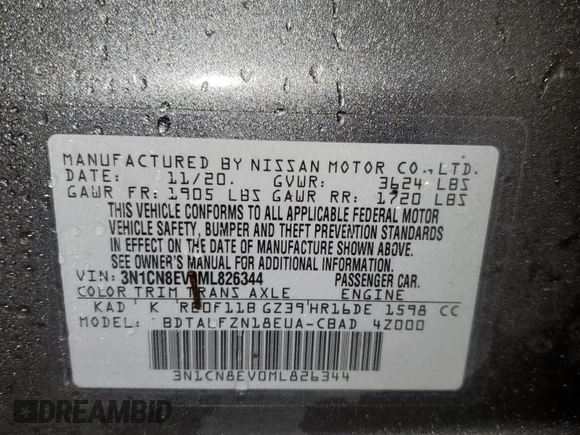 MANUFACTURED BY NISSAN MOTOR CO.,LTD.
DATE: 11/20. GVWR: 3624 LBS
GAWR FR: 1905 LBS GAWR RR: 1720 LBS
THIS VEHICLE CONFORMS TO ALL APPLICABLE FEDERAL MOTOR
VEHICLE SAFETY, BUMPER AND THEFT PREVENTION STANDARDS
IN EFFECT ON THE DATE OF MANUFACTURE SHOWN ABOVE.
SEE OWNER'S MANUAL FOR ADDITIONAL INFORMATION.
VIN: 3N1CN8EV0ML826344 PASSENGER CAR.
COLOR TRIM TRANS AXLE ENGINE
KAD K RE0F11B GZ39 HR16DE 1598 CC
MODEL: BDTALFZN18EUA-CBAD 4Z000
3N1CN8EV0ML826344
DREAMBID